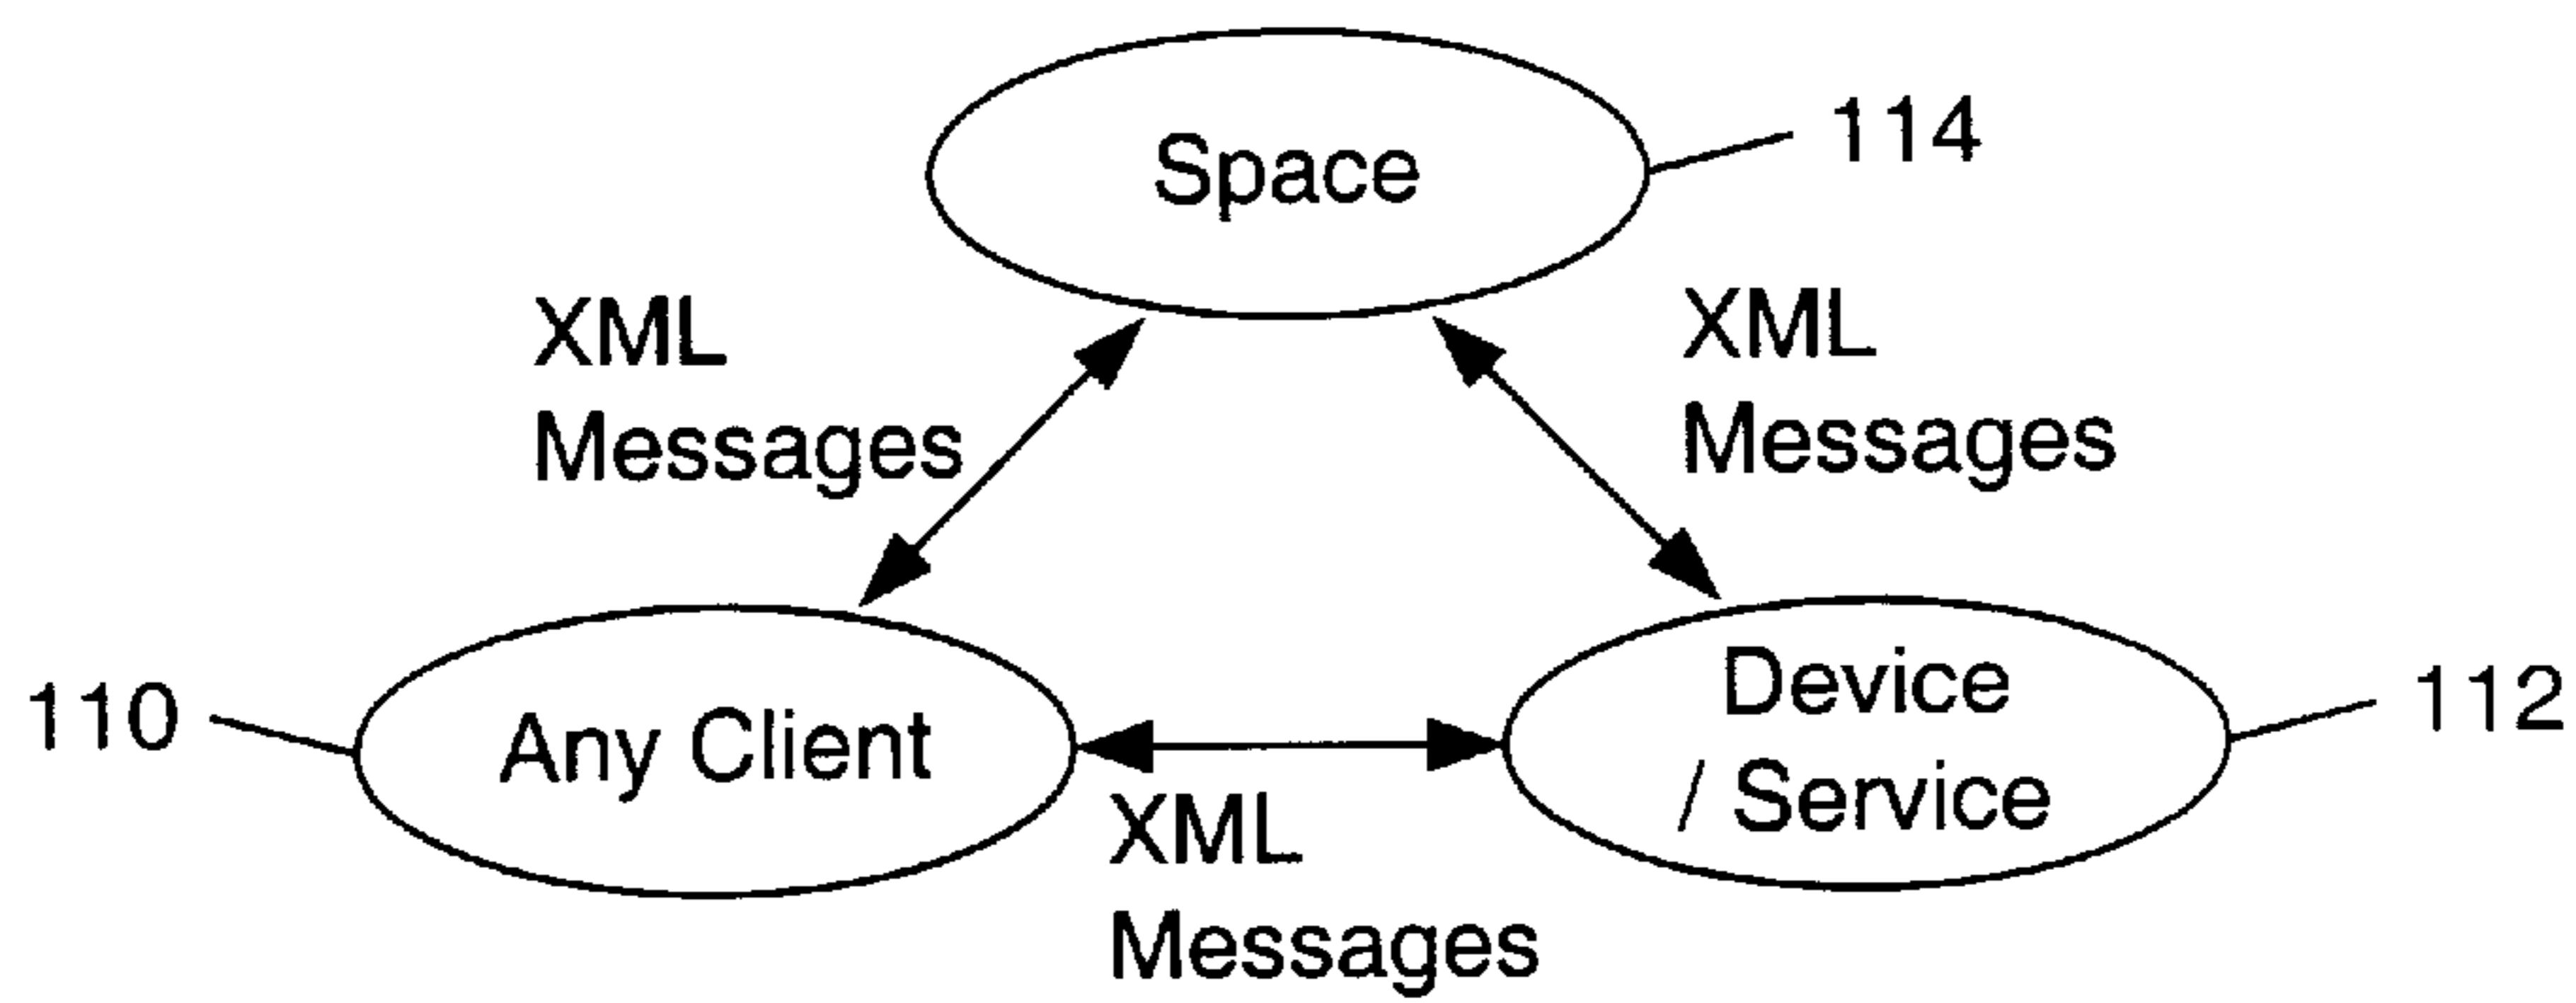 Space
114
XML
Messages
XML
Messages
110
Any Client
Device
/ Service
112
XML
Messages